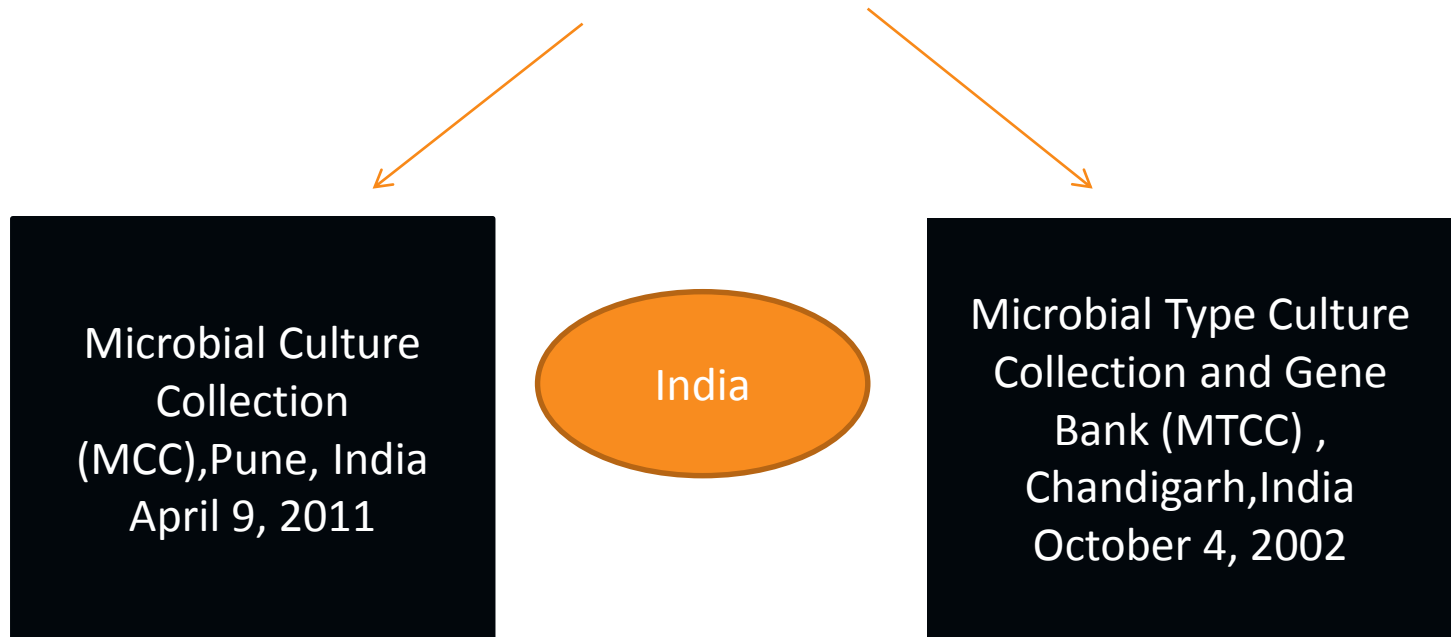 Microbial Culture
Collection
(MCC),Pune, India
April 9, 2011
India
Microbial Type Culture
Collection and Gene
Bank (MTCC) ,
Chandigarh,India
October 4, 2002